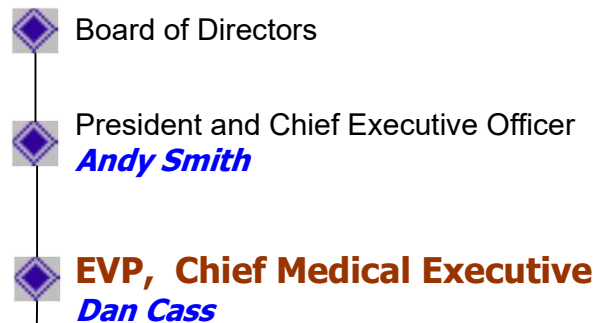 Board of Directors
President and Chief Executive Officer
Andy Smith
EVP,  Chief Medical Executive
Dan Cass